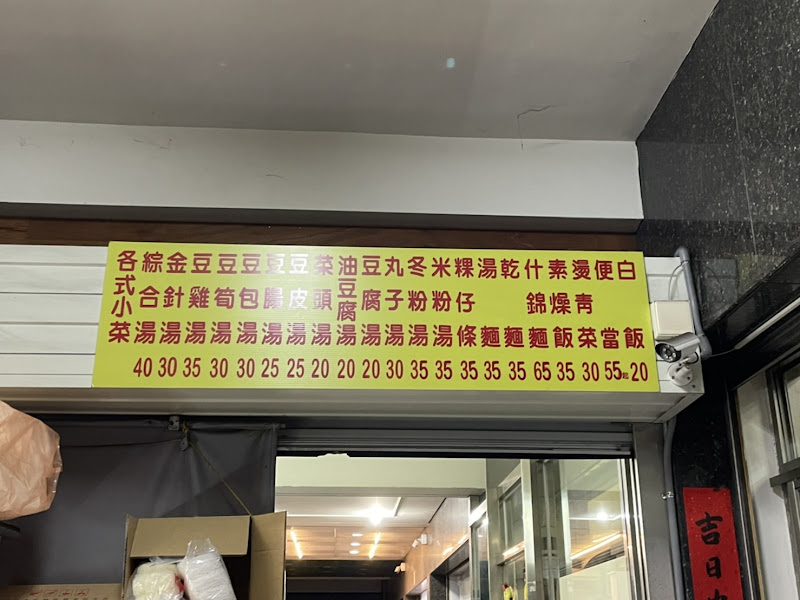 白飯 20
便當 55起
燙青菜 30
素燥飯 35
什錦麵 65
乾麵 35
湯麵 35
粿仔條 35
米粉湯 35
冬粉湯 35
丸子湯 30
豆腐湯 20
油豆腐湯 20
菜頭湯 20
豆皮湯 25
豆腸湯 25
豆包湯 30
豆筍湯 30
豆雞湯 35
金針湯 30
綜合湯 40
各式小菜
吉日